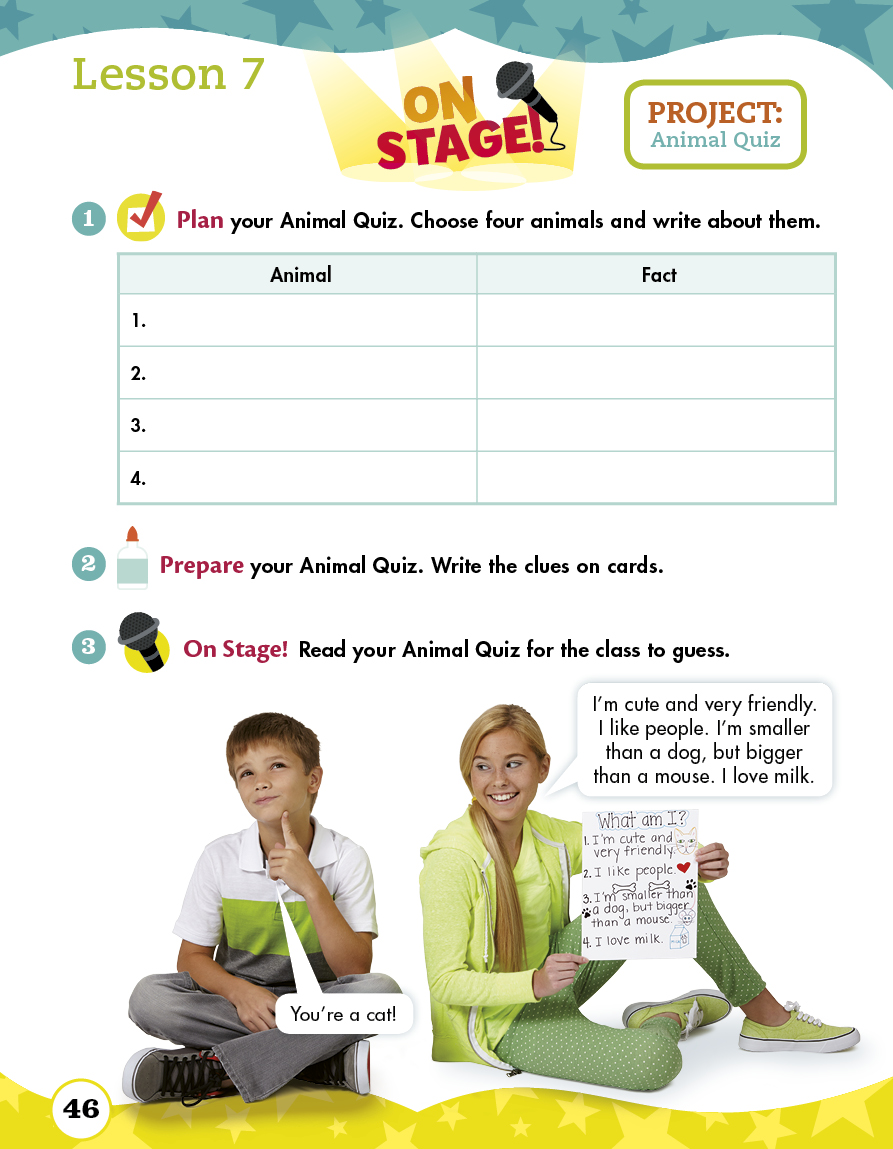 Lesson 7
ON
STAGE!
PROJECT:
Animal Quiz
1 Plan your Animal Quiz. Choose four animals and write about them.
Animal Fact
1.
2.
3.
4.
2 Prepare your Animal Quiz. Write the clues on cards.
3 On Stage! Read your Animal Quiz for the class to guess.
I'm cute and very friendly.
I like people. I'm smaller
than a dog, but bigger
than a mouse. I love milk.
What am I?
1. I'm cute and
very friendly.
2. I like people.
3. I'm smaller than
a dog, but bigger
than a mouse.
4. I love milk.
You're a cat!
46